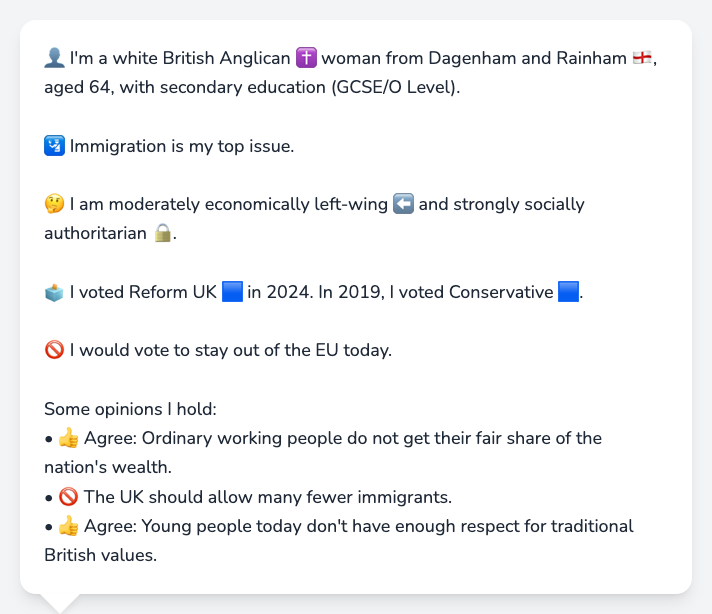 👤 I'm a white British Anglican ✝️ woman from Dagenham and Rainham 🏴󠁧󠁢󠁥󠁮󠁧󠁿,
aged 64, with secondary education (GCSE/O Level).
🛂 Immigration is my top issue.
🤔 I am moderately economically left-wing ⬅️ and strongly socially
authoritarian 🔒.
🗳️ I voted Reform UK 🟦 in 2024. In 2019, I voted Conservative 🟦.
🚫 I would vote to stay out of the EU today.
Some opinions I hold:
• 👍 Agree: Ordinary working people do not get their fair share of the
nation's wealth.
• 🚫 The UK should allow many fewer immigrants.
• 👍 Agree: Young people today don't have enough respect for traditional
British values.